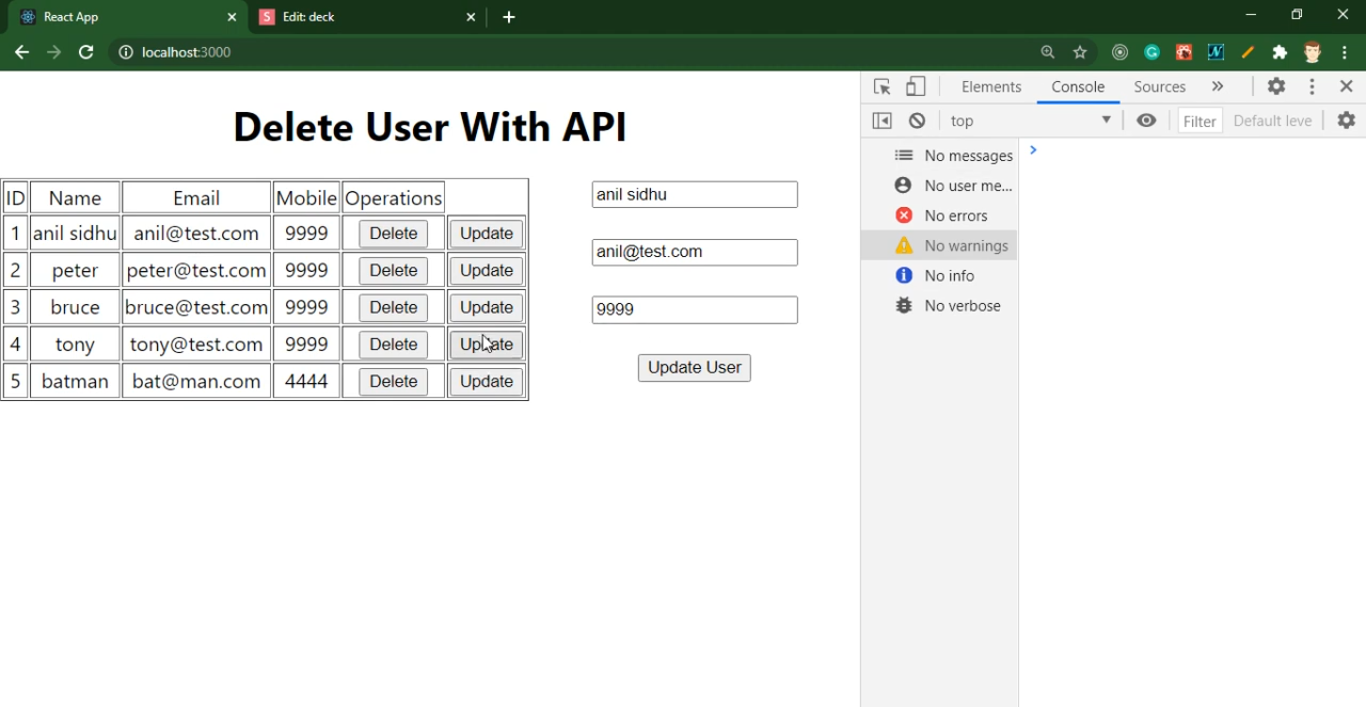 React App
Edit: deck
localhost:3000
Elements Console Sources »
top Filter Default leve
Delete User With API
No messages
No user me...
No errors
No warnings
No info
No verbose
ID Name Email Mobile Operations
1 anil sidhu anil@test.com 9999 Delete Update
2 peter peter@test.com 9999 Delete Update
3 bruce bruce@test.com 9999 Delete Update
4 tony tony@test.com 9999 Delete Update
5 batman bat@man.com 4444 Delete Update
anil sidhu
anil@test.com
9999
Update User